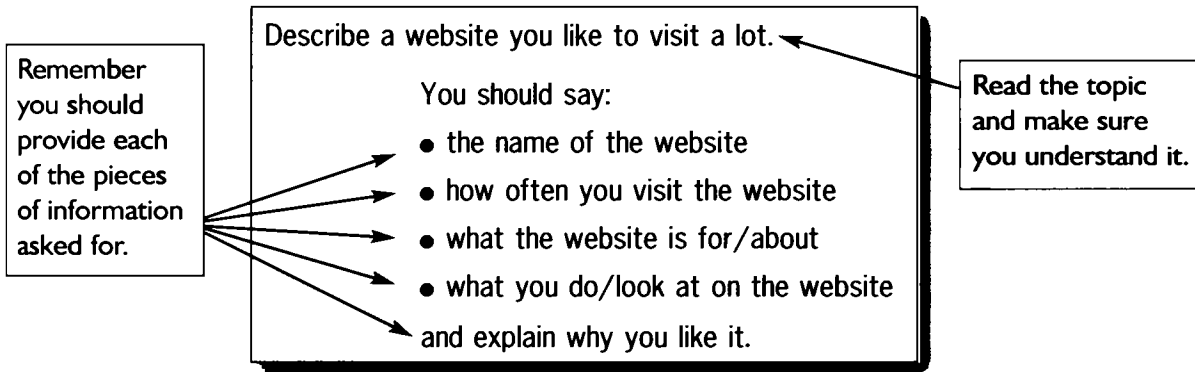 Remember
you should
provide each
of the pieces
of information
asked for.
Describe a website you like to visit a lot.
You should say:
● the name of the website
● how often you visit the website
● what the website is for/about
● what you do/look at on the website
and explain why you like it.
Read the topic
and make sure
you understand it.